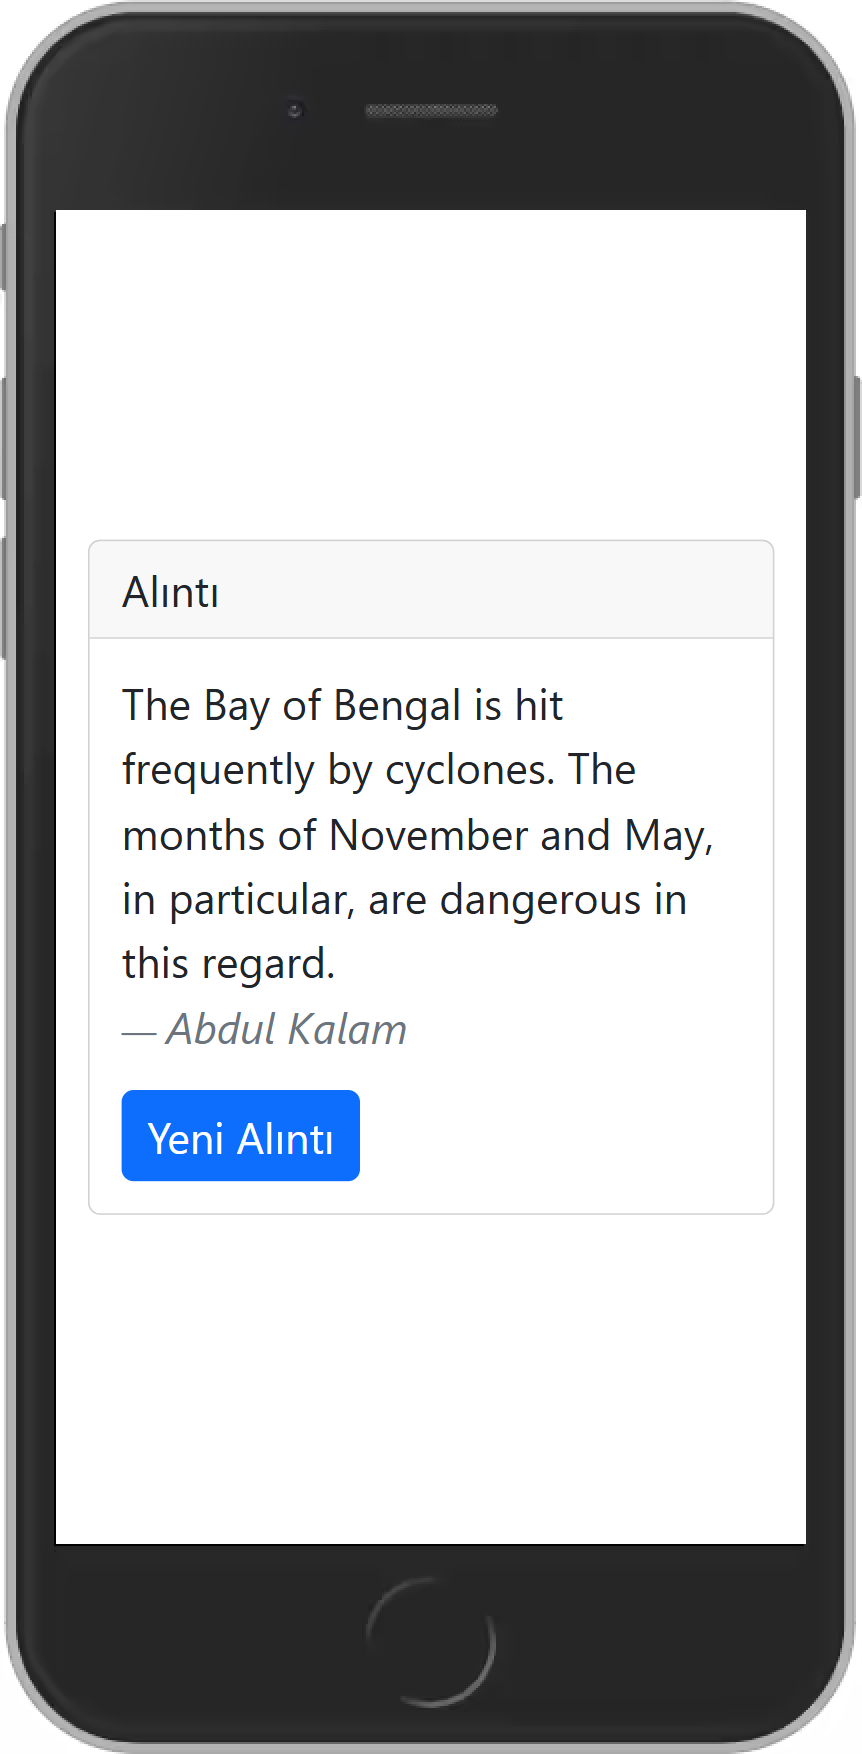 Alıntı
The Bay of Bengal is hit
frequently by cyclones. The
months of November and May,
in particular, are dangerous in
this regard.
— Abdul Kalam
Yeni Alıntı